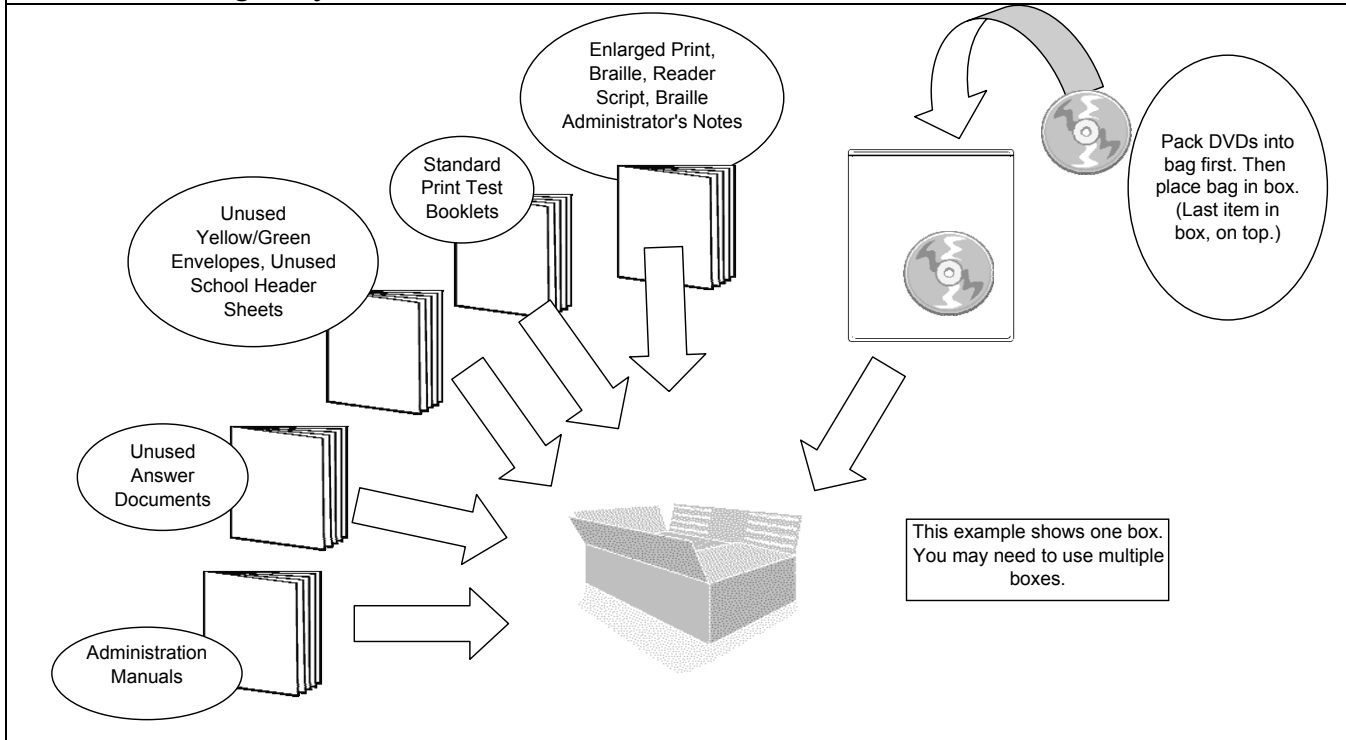 Enlarged Print,
Braille, Reader
Script, Braille
Administrator's Notes
Standard
Print Test
Booklets
Unused
Yellow/Green
Envelopes, Unused
School Header
Sheets
Unused
Answer
Documents
Administration
Manuals
Pack DVDs into
bag first. Then
place bag in box.
(Last item in
box, on top.)
This example shows one box.
You may need to use multiple
boxes.